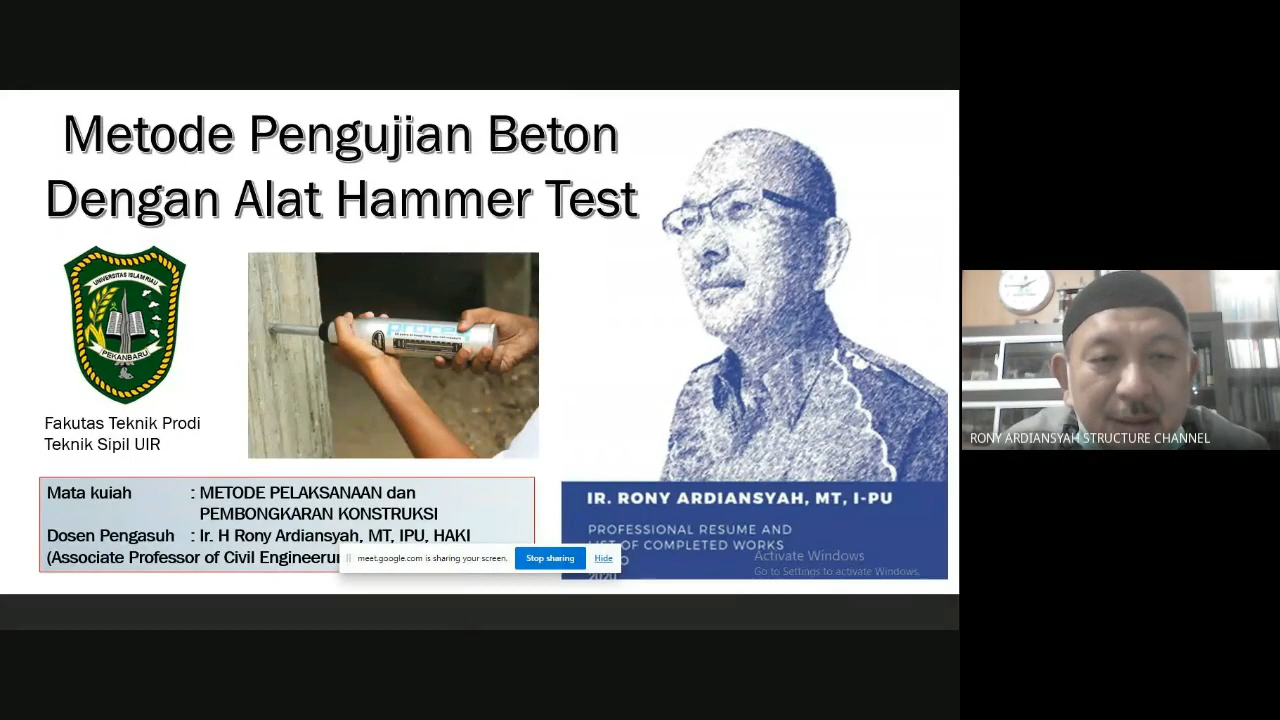 Metode Pengujian Beton
Dengan Alat Hammer Test
UNIVERSITAS ISLAM RIAU
PEKANBARU
proceq
Fakutas Teknik Prodi
Teknik Sipil UIR
Mata kuiah : METODE PELAKSANAAN dan
PEMBONGKARAN KONSTRUKSI
Dosen Pengasuh : Ir. H Rony Ardiansyah, MT, IPU, HAKI
(Associate Professor of Civil Engineerun
meet.google.com is sharing your screen.
Stop sharing
Hide
IR. RONY ARDIANSYAH, MT, I-PU
PROFESSIONAL RESUME AND
LIST OF COMPLETED WORKS
2020
Activate Windows
Go to Settings to activate Windows.
RONY ARDIANSYAH STRUCTURE CHANNEL